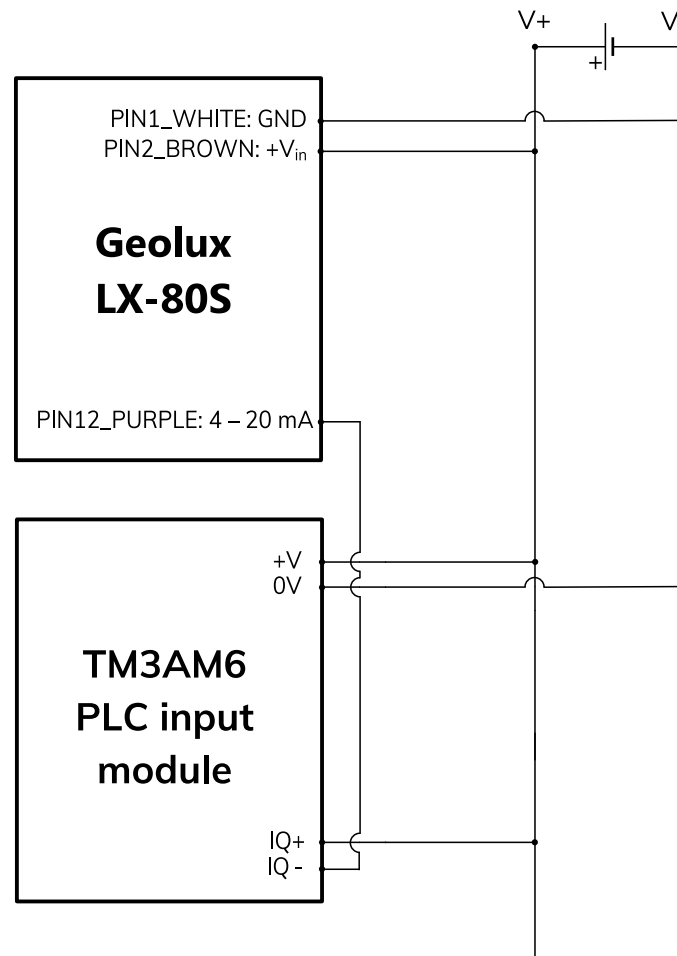 V+
V
+
PIN1_WHITE: GND
PIN2_BROWN: +Vin
Geolux
LX-80S
PIN12_PURPLE: 4 – 20 mA
+V
0V
TM3AM6
PLC input
module
IQ+
IQ -